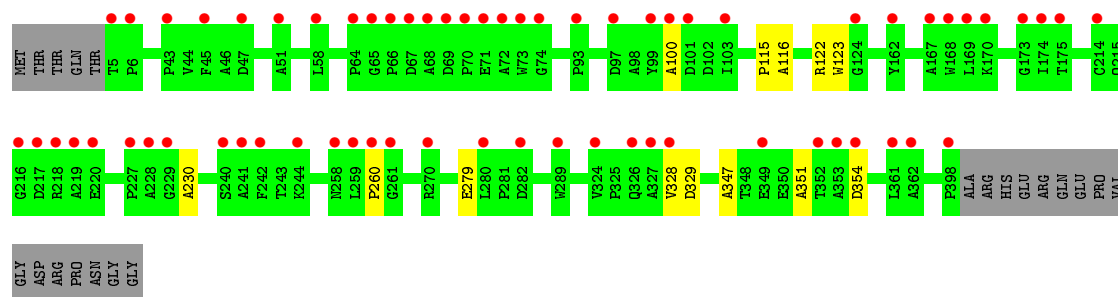 MET THR THR GLN THR T5 P6 P43 V44 F45 A46 D47 A51 L58 P64 G65 P66 D67 A68 D69 P70 E71 A72 W73 G74 P93 D97 A98 Y99 A100 D101 D102 I103 P115 A116 R122 W123 G124 Y162 A167 W168 L169 K170 G173 I174 T175 C214
G216 D217 R218 A219 E220 P227 A228 G229 A230 S240 A241 F242 T243 K244 N258 L259 P260 G261 R270 E279 L280 P281 D282 W289 V324 P325 Q326 A327 V328 D329 A347 T348 E349 E350 A351 T352 A353 D354 L361 A362 P398 ALA ARG HIS GLU ARG GLN GLU PRO VAL
GLY ASP ARG PRO ASN GLY GLY